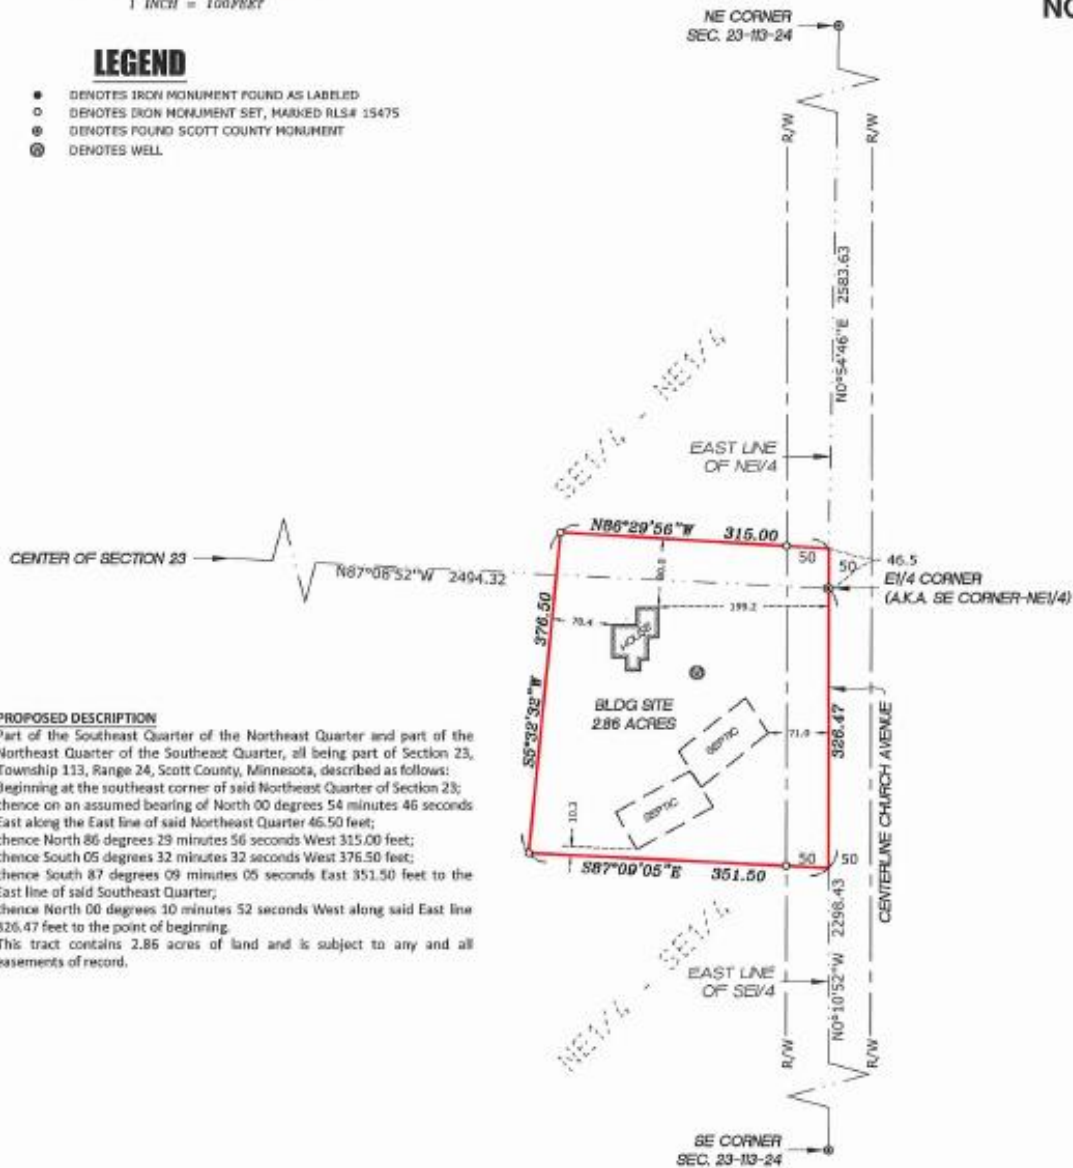 1 INCH = 100FEET
NO
LEGEND
DENOTES IRON MONUMENT FOUND AS LABELED
DENOTES IRON MONUMENT SET, MARKED RLS# 15475
DENOTES FOUND SCOTT COUNTY MONUMENT
DENOTES WELL
NE CORNER
SEC. 23-113-24
R/W
R/W
N0°54'46"E 2583.63
SE1/4 - NE1/4
EAST LINE
OF NE1/4
N86°29'56"W 315.00
50
50
46.5
E1/4 CORNER
(A.K.A. SE CORNER-NE1/4)
CENTER OF SECTION 23
N87°08'52"W 2494.32
199.2
376.50
S5°32'32"W
HOUSE
BLDG SITE
2.86 ACRES
SEPTIC
SEPTIC
326.47
CENTERLINE CHURCH AVENUE
S87°09'05"E 351.50
50
50
PROPOSED DESCRIPTION
Part of the Southeast Quarter of the Northeast Quarter and part of the
Northeast Quarter of the Southeast Quarter, all being part of Section 23,
Township 113, Range 24, Scott County, Minnesota, described as follows:
Beginning at the southeast corner of said Northeast Quarter of Section 23;
thence on an assumed bearing of North 00 degrees 54 minutes 46 seconds
East along the East line of said Northeast Quarter 46.50 feet;
thence North 86 degrees 29 minutes 56 seconds West 315.00 feet;
thence South 05 degrees 32 minutes 32 seconds West 376.50 feet;
thence South 87 degrees 09 minutes 05 seconds East 351.50 feet to the
East line of said Southeast Quarter;
thence North 00 degrees 10 minutes 52 seconds West along said East line
326.47 feet to the point of beginning.
This tract contains 2.86 acres of land and is subject to any and all
easements of record.
NE1/4 - SE1/4
EAST LINE
OF SE1/4
N0°10'52"W 2298.43
R/W
R/W
SE CORNER
SEC. 23-113-24